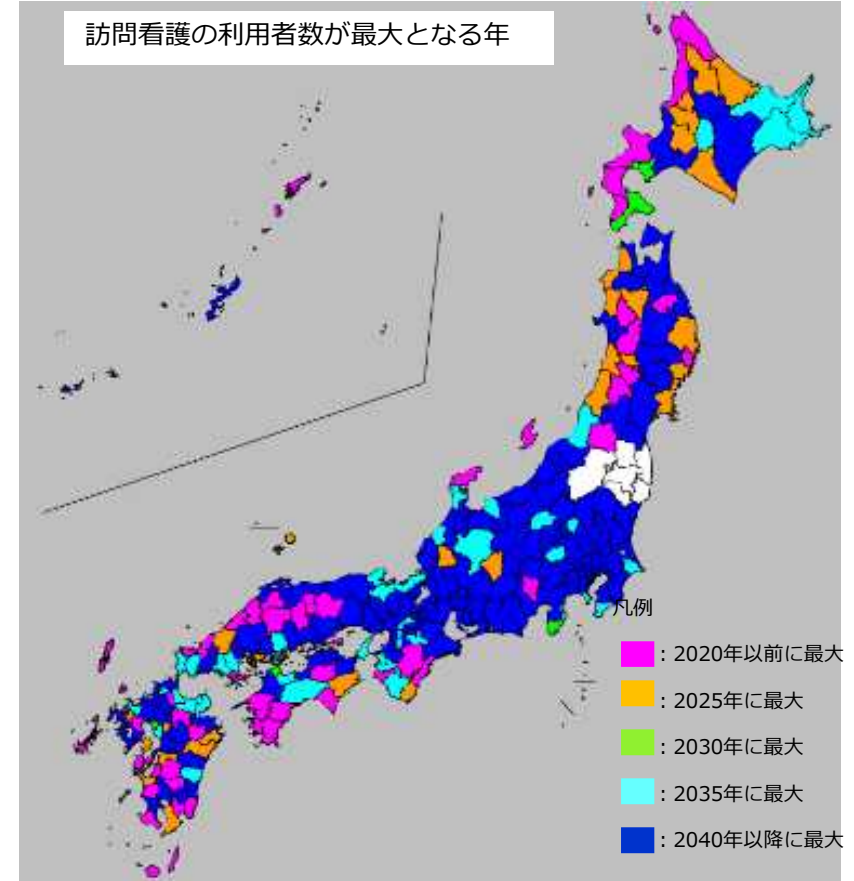 訪問看護の利用者数が最大となる年
凡例
：2020年以前に最大
：2025年に最大
：2030年に最大
：2035年に最大
：2040年以降に最大